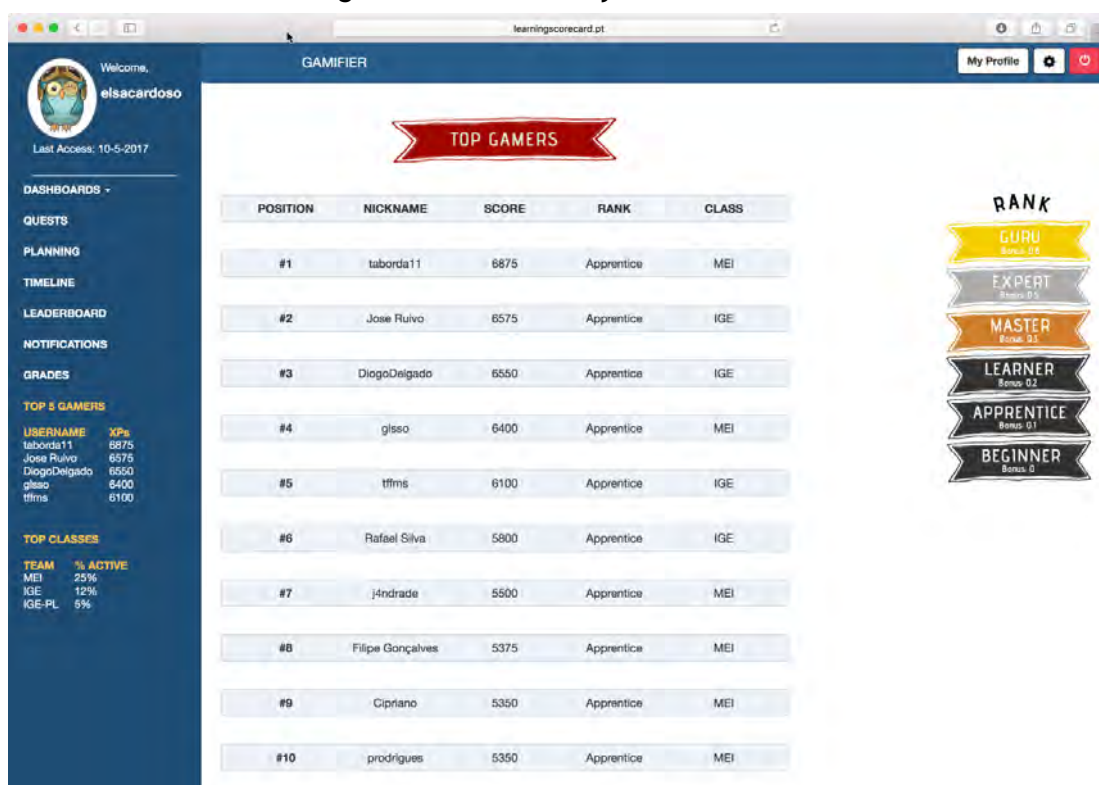 learningscorecard.pt
Welcome,
elsacardoso
Last Access: 10-5-2017
DASHBOARDS
QUESTS
PLANNING
TIMELINE
LEADERBOARD
NOTIFICATIONS
GRADES
TOP 5 GAMERS
USERNAME XPs
taborda11 6875
Jose Ruivo 6575
DiogoDelgado 6550
glsso 6400
tffms 6100
TOP CLASSES
TEAM % ACTIVE
MEI 25%
IGE 12%
IGE-PL 5%
GAMIFIER
My Profile
TOP GAMERS
POSITION NICKNAME SCORE RANK CLASS
#1 taborda11 6875 Apprentice MEI
#2 Jose Ruivo 6575 Apprentice IGE
#3 DiogoDelgado 6550 Apprentice IGE
#4 glsso 6400 Apprentice MEI
#5 tffms 6100 Apprentice IGE
#6 Rafael Silva 5800 Apprentice IGE
#7 j4ndrade 5500 Apprentice MEI
#8 Filipe Gonçalves 5375 Apprentice MEI
#9 Cipriano 5350 Apprentice MEI
#10 prodrigues 5350 Apprentice MEI
RANK
GURU
EXPERT
Bonus 0.5
MASTER
Bonus 0.3
LEARNER
Bonus 0.2
APPRENTICE
Bonus 0.1
BEGINNER
Bonus 0